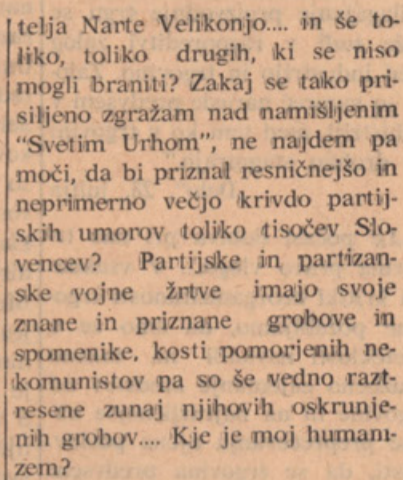 telja Narte Velikonjo.... in še to-
liko, toliko drugih, ki se niso
mogli braniti? Zakaj se tako pri-
siljeno zgražam nad namišljenim
“Svetim Urhom”, ne najdem pa
moči, da bi priznal resničnejšo in
neprimerno večjo krivdo partij-
skih umorov toliko tisočev Slo-
vencev? Partijske in partizan-
ske vojne žrtve imajo svoje
znane in priznane grobove in
spomenike, kosti pomorjenih ne-
komunistov pa so še vedno razt-
resene zunaj njihovih oskrunje-
nih grobov.... Kje je moj humani-
zem?